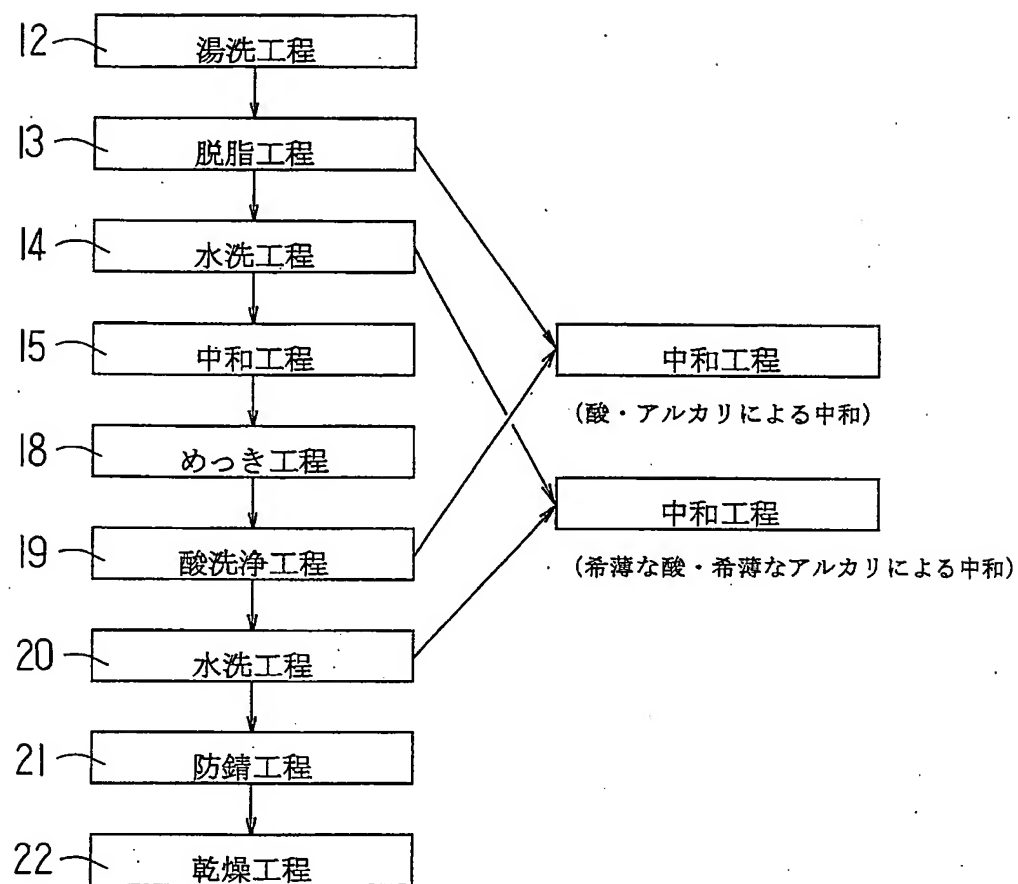 12
湯洗工程
13
脱脂工程
14
水洗工程
15
中和工程
中和工程
(酸・アルカリによる中和)
18
めっき工程
中和工程
19
酸洗浄工程
(希薄な酸・希薄なアルカリによる中和)
20
水洗工程
21
防錆工程
22
乾燥工程